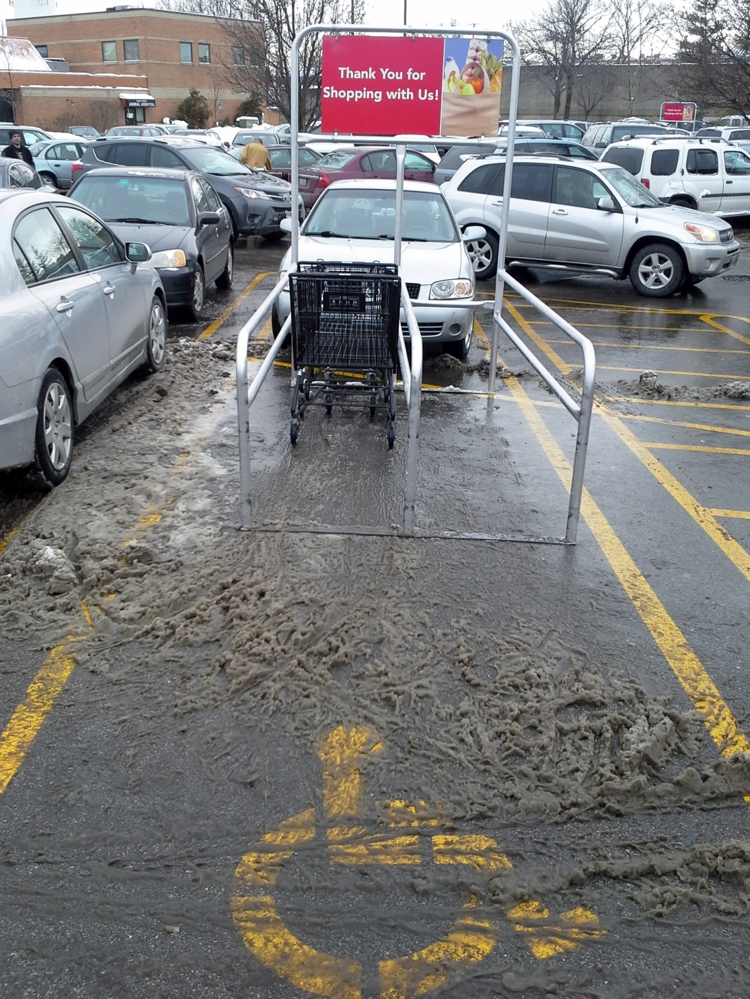 Thank You for
Shopping with Us!
ANIMAL HOSPITAL